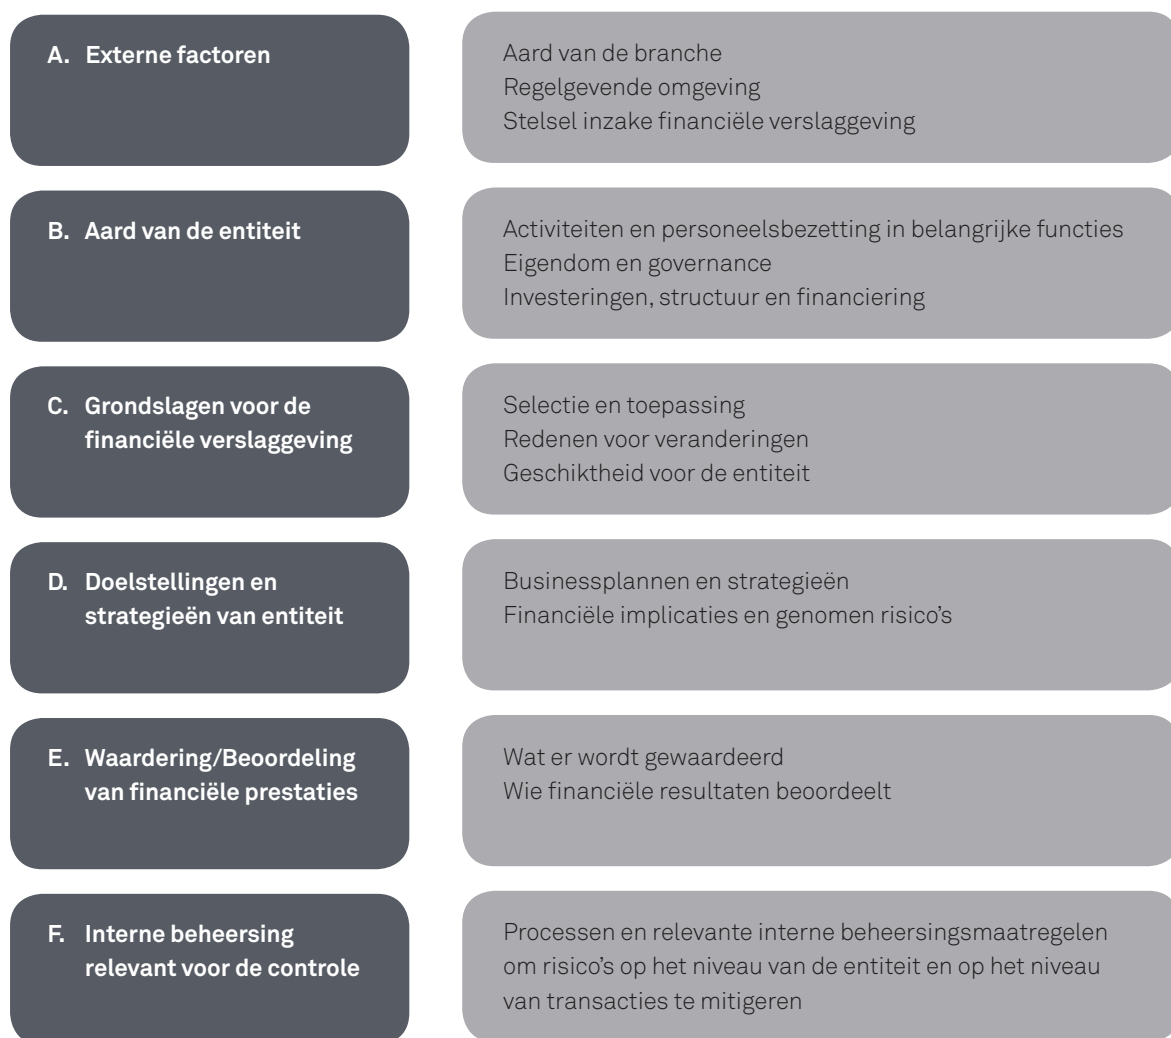 A. Externe factoren
Aard van de branche
Regelgevende omgeving
Stelsel inzake financiële verslaggeving
B. Aard van de entiteit
Activiteiten en personeelsbezetting in belangrijke functies
Eigendom en governance
Investeringen, structuur en financiering
C. Grondslagen voor de
financiële verslaggeving
Selectie en toepassing
Redenen voor veranderingen
Geschiktheid voor de entiteit
D. Doelstellingen en
strategieën van entiteit
Businessplannen en strategieën
Financiële implicaties en genomen risico’s
E. Waardering/Beoordeling
van financiële prestaties
Wat er wordt gewaardeerd
Wie financiële resultaten beoordeelt
F. Interne beheersing
relevant voor de controle
Processen en relevante interne beheersingsmaatregelen
om risico’s op het niveau van de entiteit en op het niveau
van transacties te mitigeren